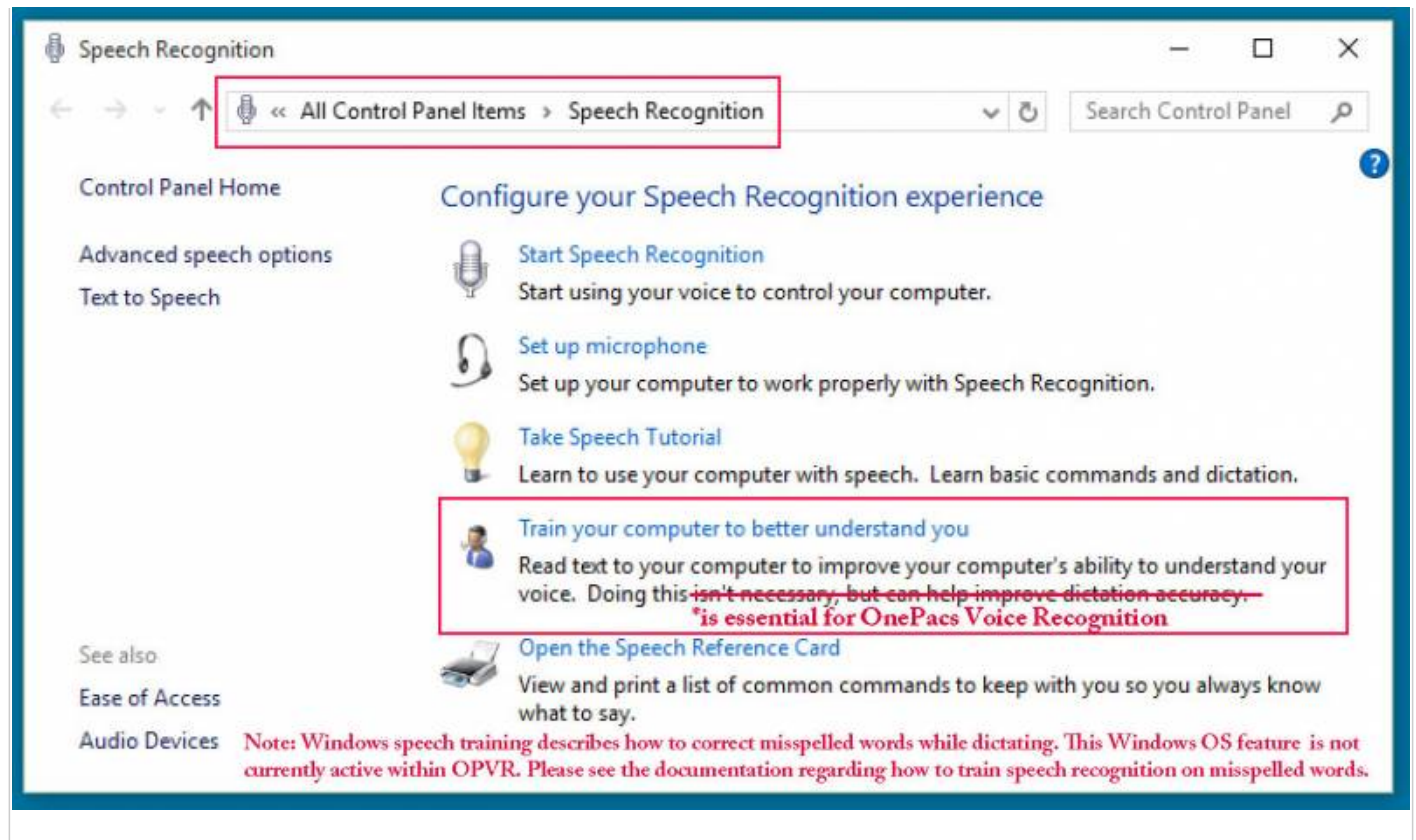 Speech Recognition
« All Control Panel Items > Speech Recognition
Search Control Panel
?
Control Panel Home
Advanced speech options
Text to Speech
Configure your Speech Recognition experience
Start Speech Recognition
Start using your voice to control your computer.
Set up microphone
Set up your computer to work properly with Speech Recognition.
Take Speech Tutorial
Learn to use your computer with speech. Learn basic commands and dictation.
Train your computer to better understand you
Read text to your computer to improve your computer's ability to understand your
voice. Doing this isn't necessary, but can help improve dictation accuracy.
*is essential for OnePacs Voice Recognition
Open the Speech Reference Card
View and print a list of common commands to keep with you so you always know
what to say.
See also
Ease of Access
Audio Devices
Note: Windows speech training describes how to correct misspelled words while dictating. This Windows OS feature is not
currently active within OPVR. Please see the documentation regarding how to train speech recognition on misspelled words.